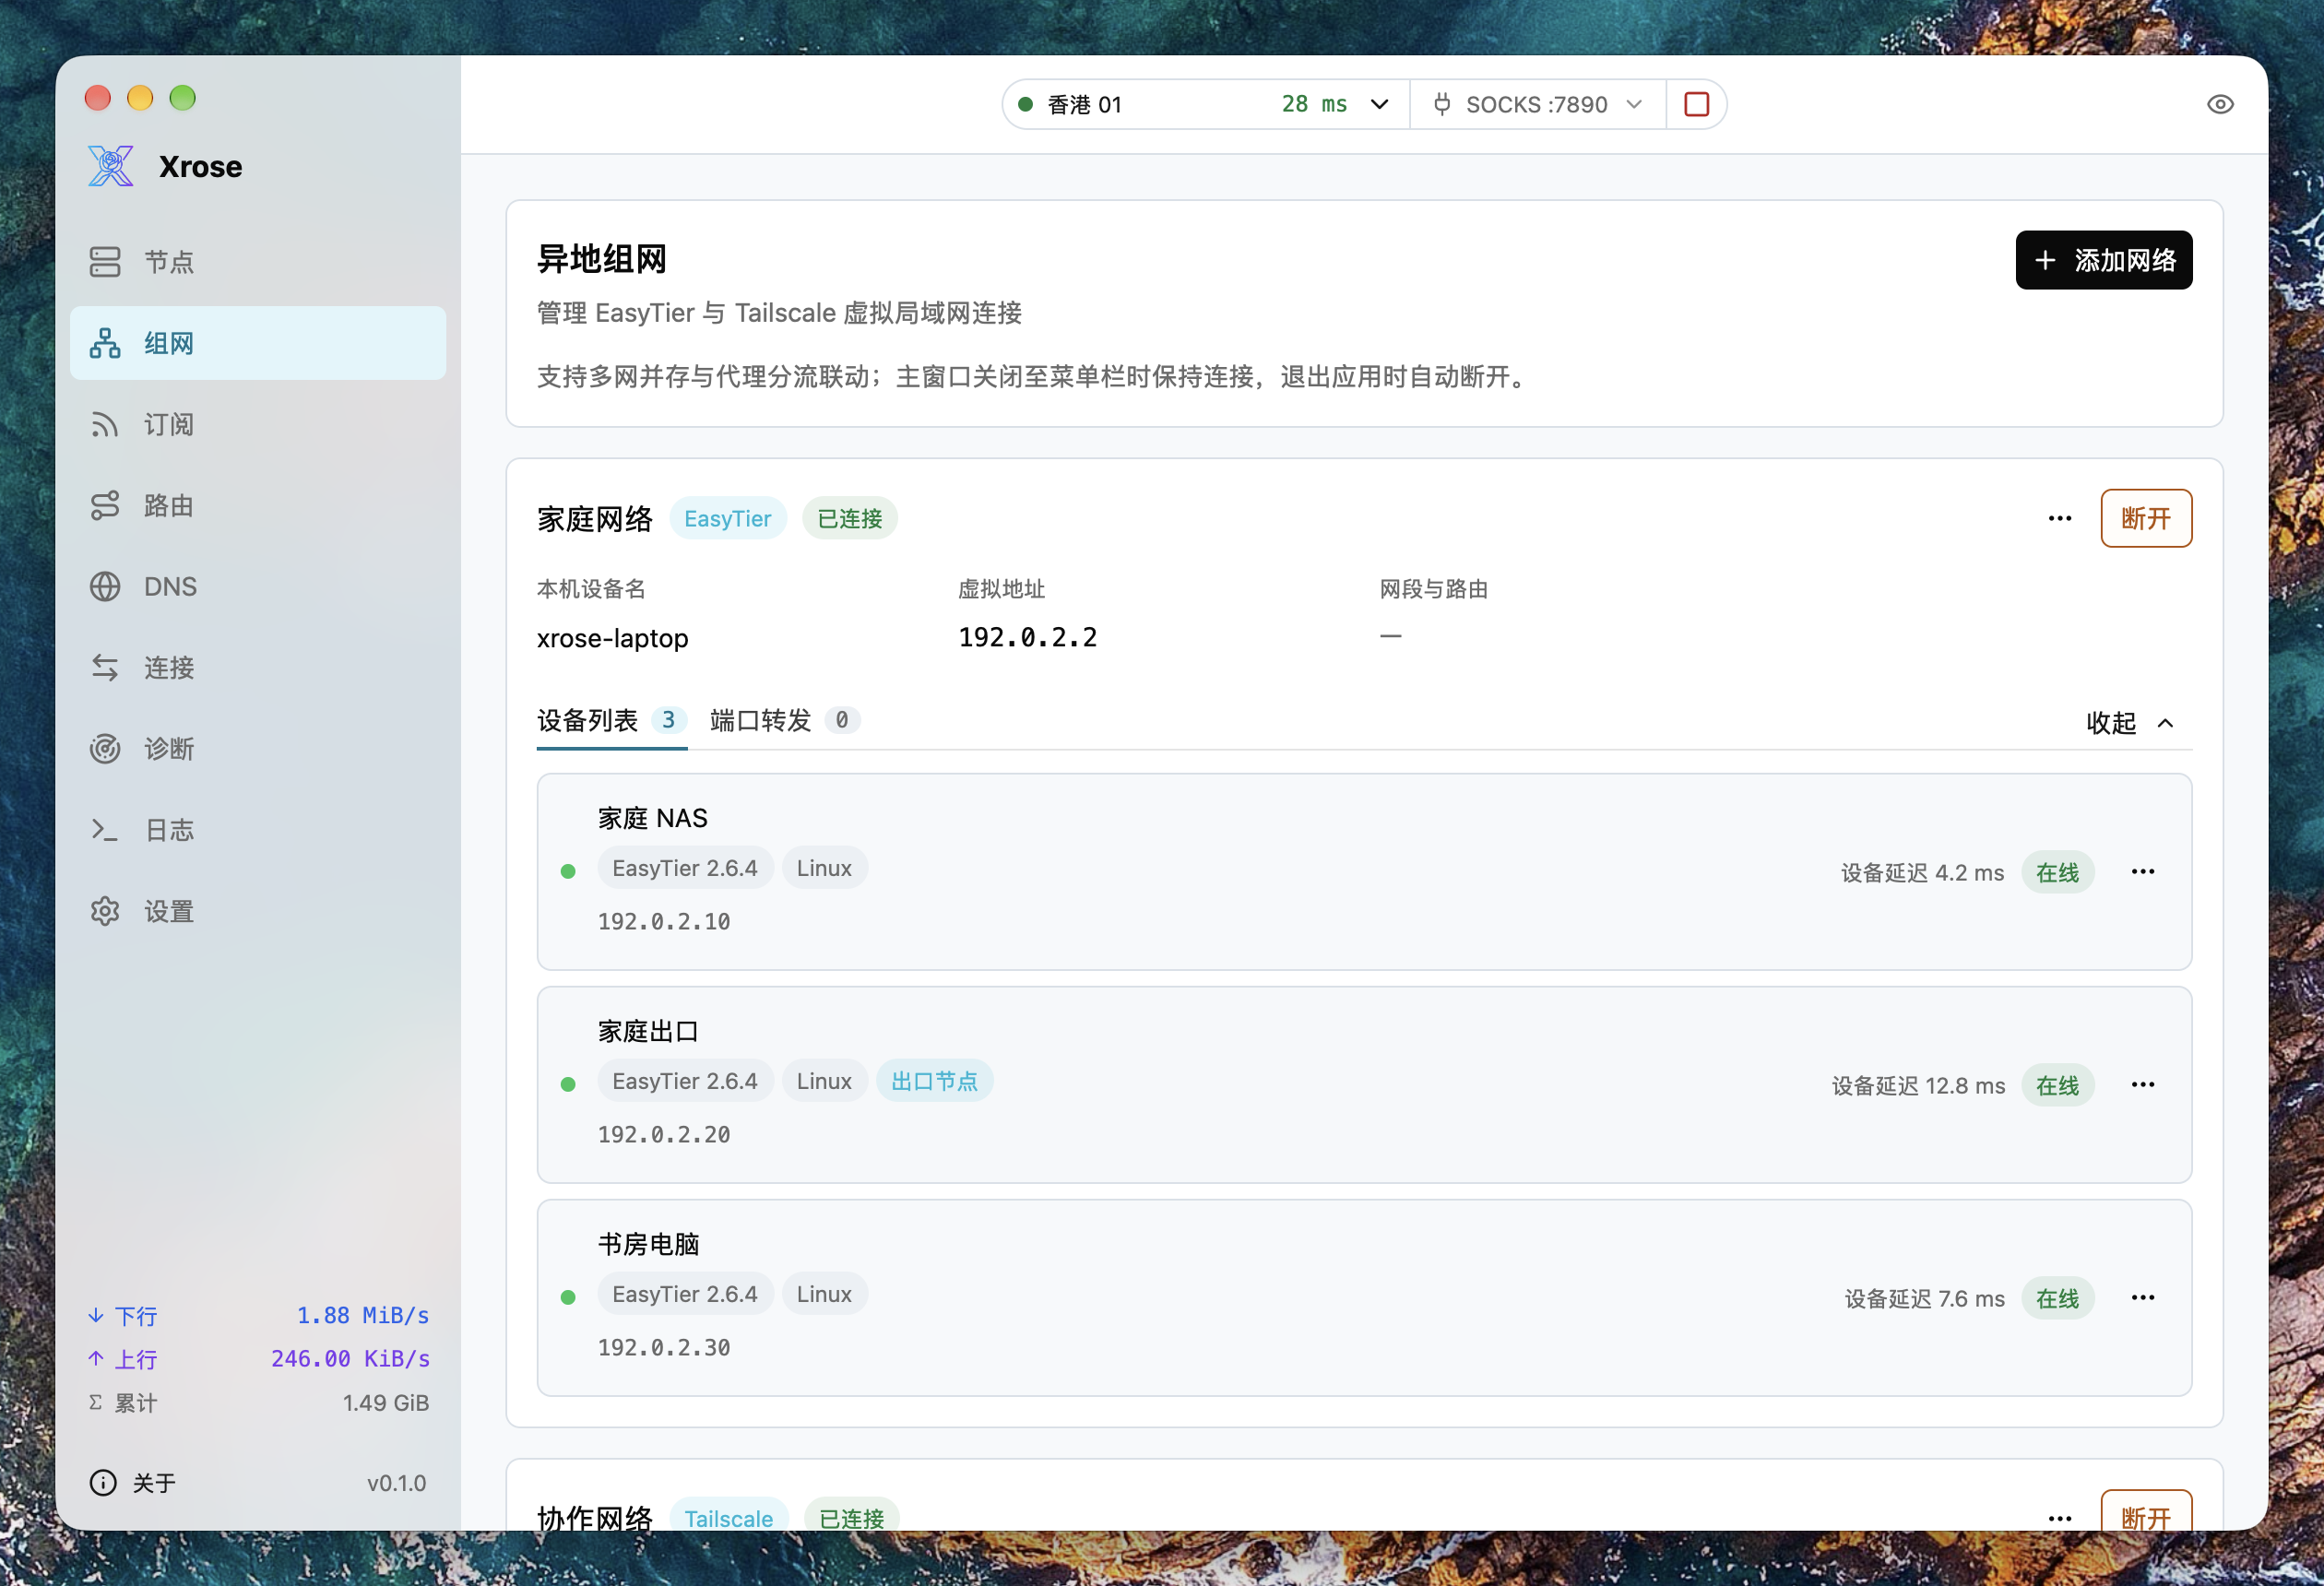 香港 01 28 ms SOCKS :7890
Xrose
节点
组网
订阅
路由
DNS
连接
诊断
日志
设置
↓ 下行 1.88 MiB/s
↑ 上行 246.00 KiB/s
Σ 累计 1.49 GiB
关于 v0.1.0
异地组网
+ 添加网络
管理 EasyTier 与 Tailscale 虚拟局域网连接
支持多网并存与代理分流联动；主窗口关闭至菜单栏时保持连接，退出应用时自动断开。
家庭网络 EasyTier 已连接 ··· 断开
本机设备名 虚拟地址 网段与路由
xrose-laptop 192.0.2.2 —
设备列表 3 端口转发 0 收起
家庭 NAS
EasyTier 2.6.4 Linux 设备延迟 4.2 ms 在线 ···
192.0.2.10
家庭出口
EasyTier 2.6.4 Linux 出口节点 设备延迟 12.8 ms 在线 ···
192.0.2.20
书房电脑
EasyTier 2.6.4 Linux 设备延迟 7.6 ms 在线 ···
192.0.2.30
协作网络 Tailscale 已连接 ··· 断开